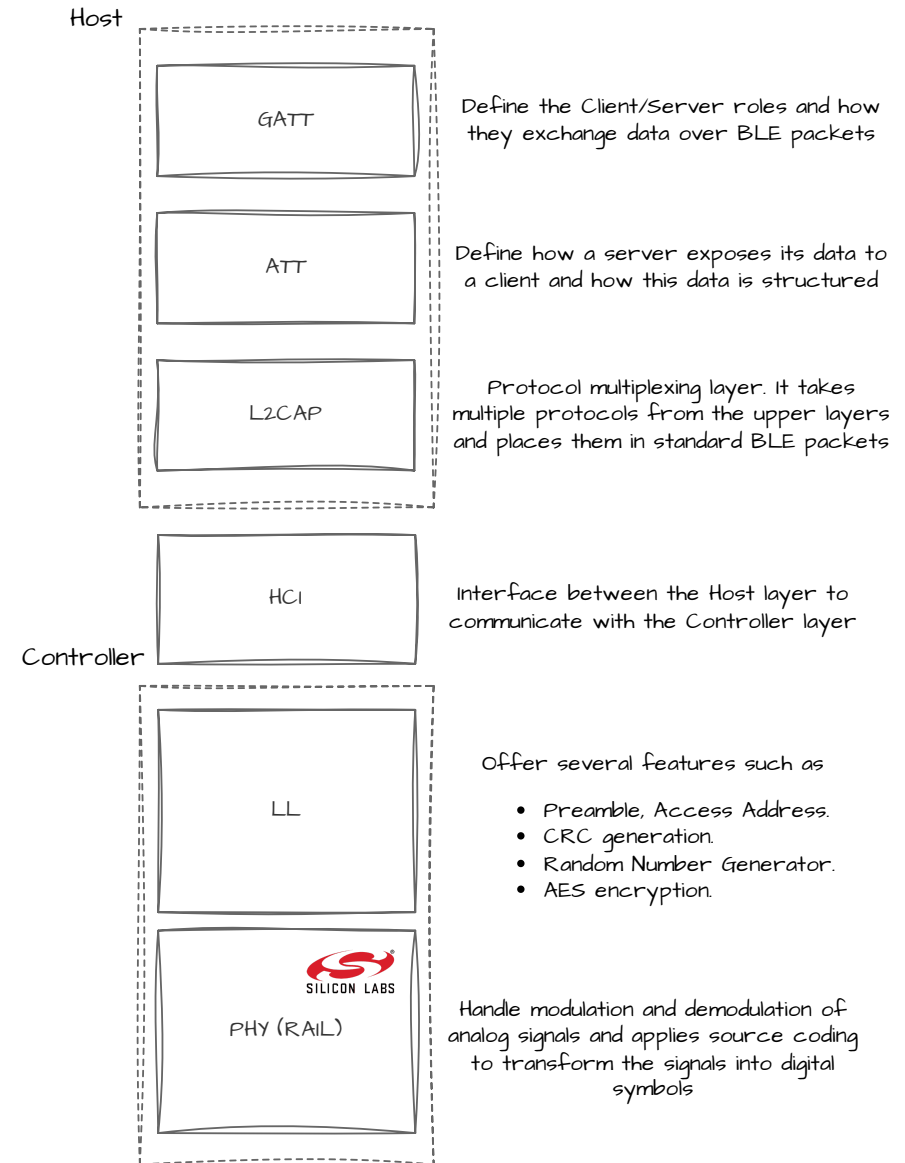 Host
GATT
Define the Client/Server roles and how
they exchange data over BLE packets
ATT
Define how a server exposes its data to
a client and how this data is structured
L2CAP
Protocol multiplexing layer. It takes
multiple protocols from the upper layers
and places them in standard BLE packets
HCI
Interface between the Host layer to
communicate with the Controller layer
Controller
LL
Offer several features such as
• Preamble, Access Address.
• CRC generation.
• Random Number Generator.
• AES encryption.
SILICON LABS
PHY (RAIL)
Handle modulation and demodulation of
analog signals and applies source coding
to transform the signals into digital
symbols